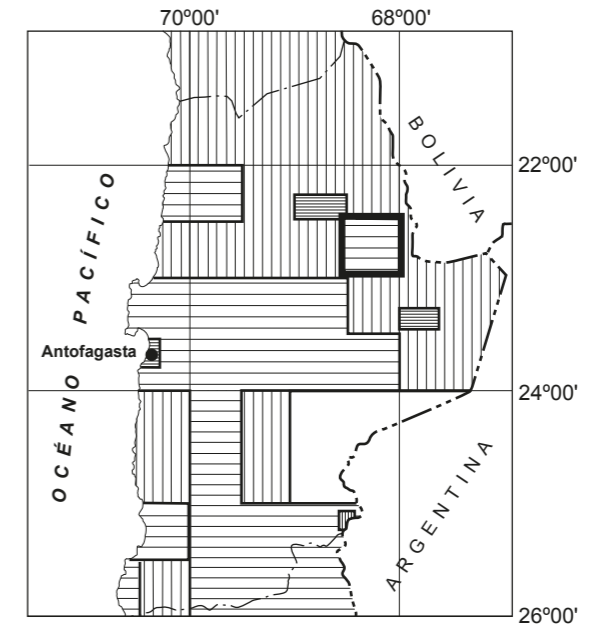 70º00'
68º00'
BOLIVIA
22º00'
OCÉANO PACÍFICO
Antofagasta
24º00'
ARGENTINA
26º00'